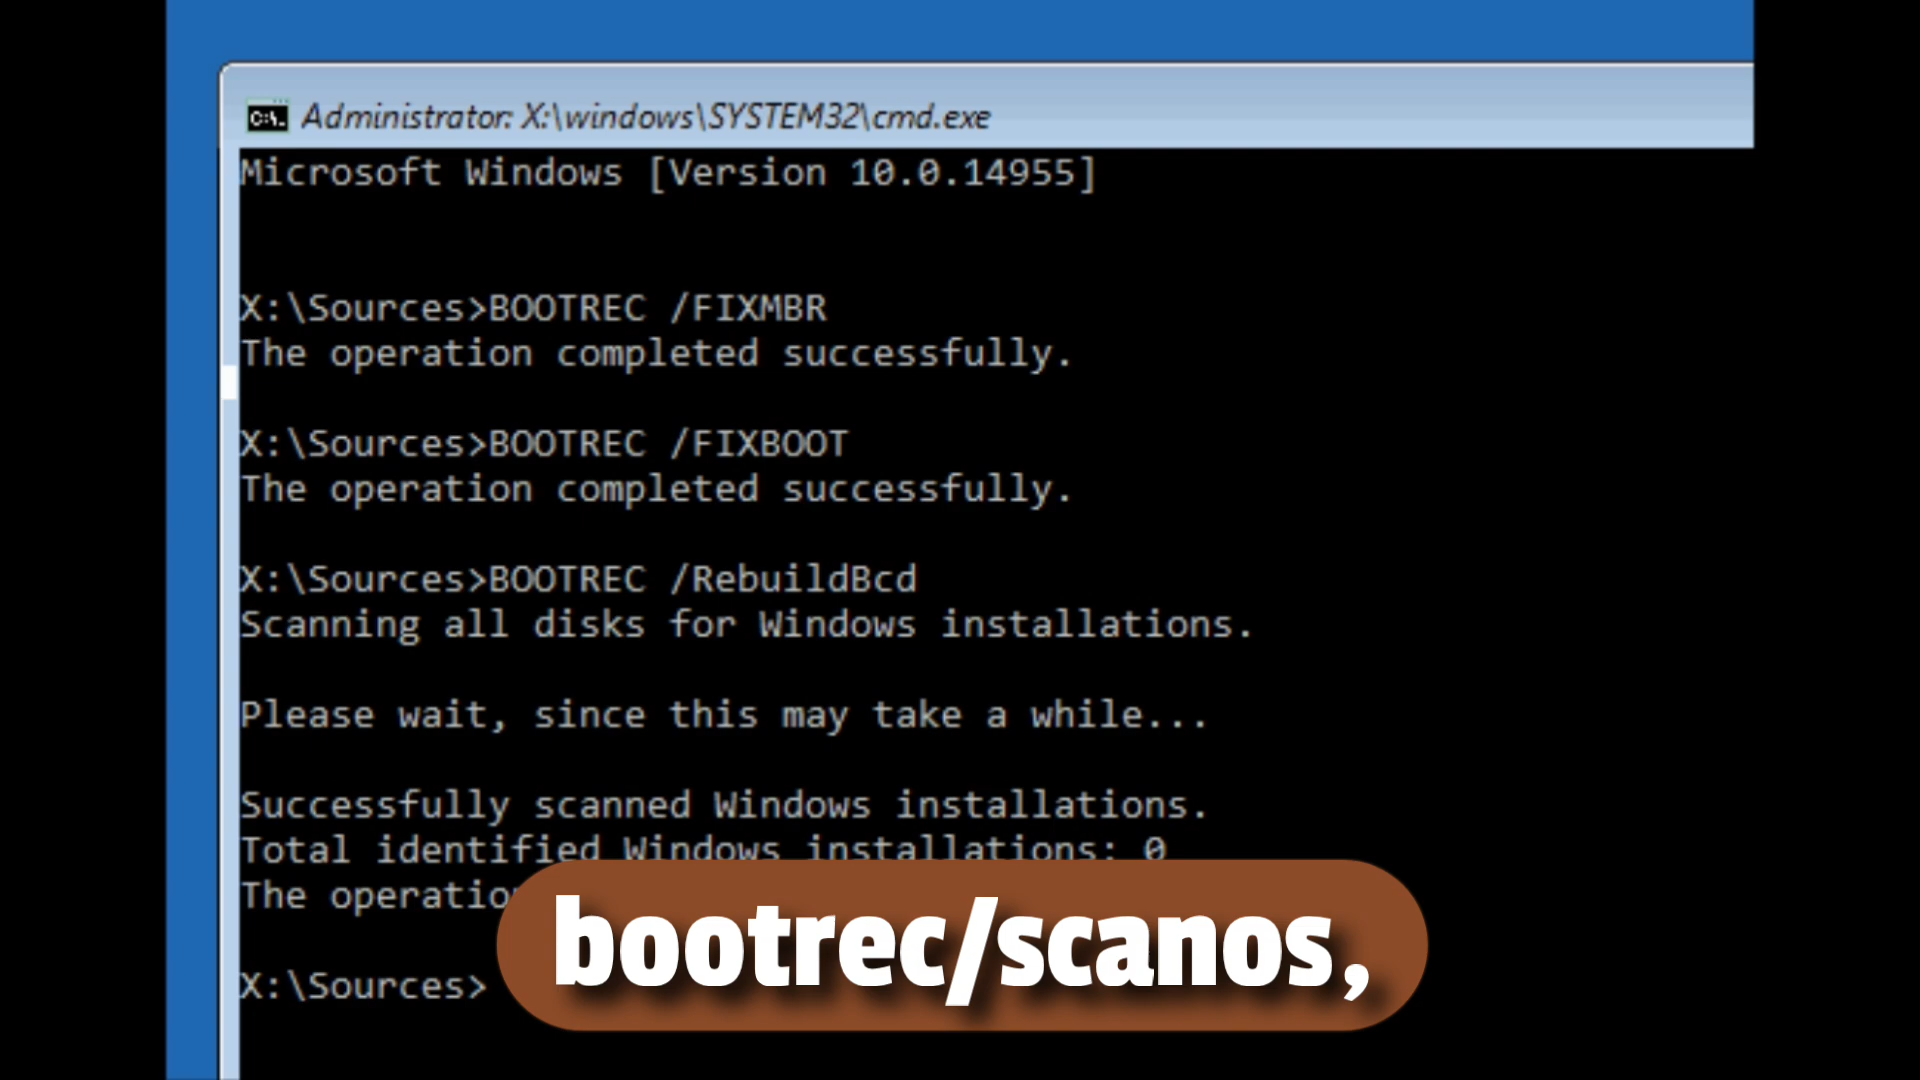 Administrator: X:\windows\SYSTEM32\cmd.exe
Microsoft Windows [Version 10.0.14955]
X:\Sources>BOOTREC /FIXMBR
The operation completed successfully.
X:\Sources>BOOTREC /FIXBOOT
The operation completed successfully.
X:\Sources>BOOTREC /RebuildBcd
Scanning all disks for Windows installations.
Please wait, since this may take a while...
Successfully scanned Windows installations.
Total identified Windows installations: 0
The
bootrec/scanos,
X:\Sources>